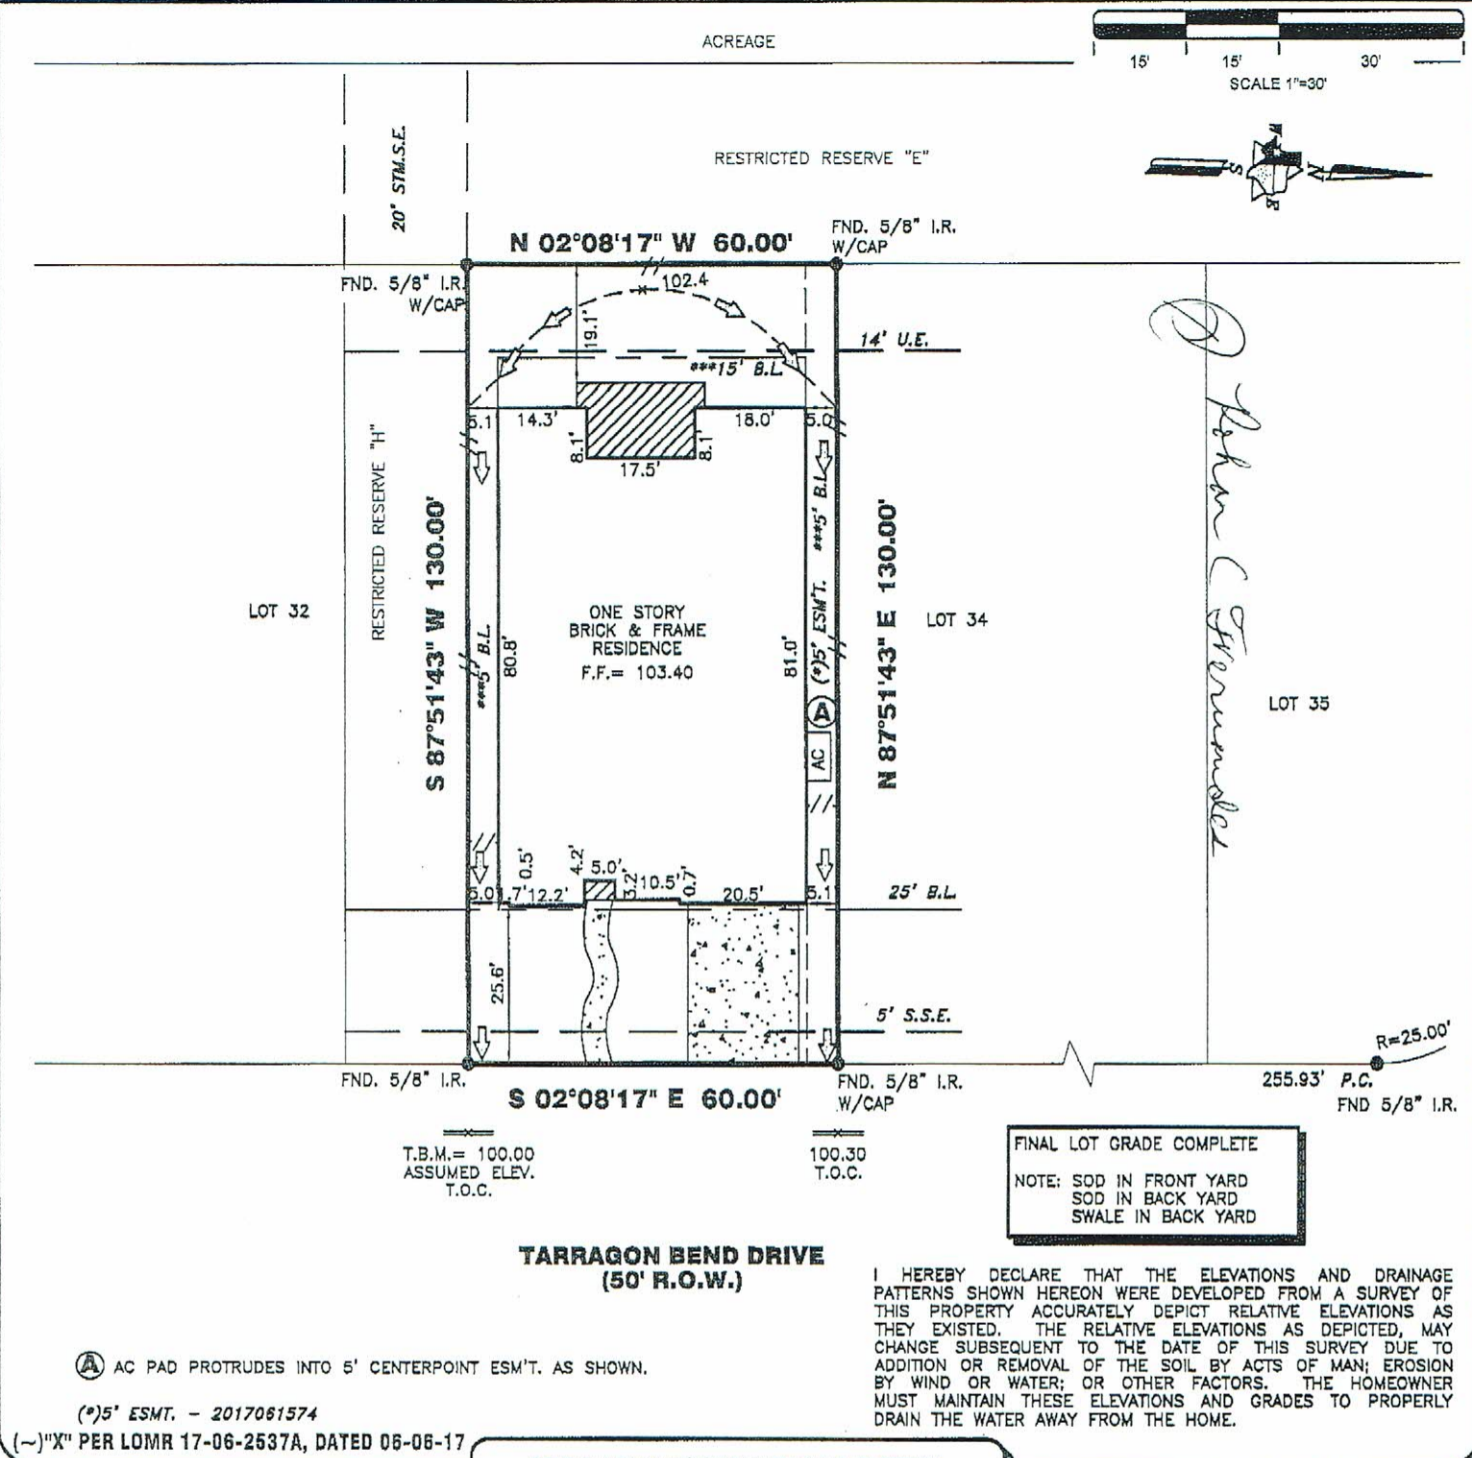 ACREAGE
15' 15' 30'
SCALE 1"=30'
20' STM.S.E.
RESTRICTED RESERVE "E"
W
S N
E
N 02°08'17" W 60.00'
FND. 5/8" I.R.
W/CAP
FND. 5/8" I.R.
W/CAP
102.4
19.1'
14' U.E.
***15' B.L.
5.1 14.3' 18.0' 5.0
8.1' 8.1'
17.5'
RESTRICTED RESERVE "H"
S 87°51'43" W 130.00'
***5' B.L.
80.8'
LOT 32
ONE STORY
BRICK & FRAME
RESIDENCE
F.F.= 103.40
81.0'
(*)5' ESM'T. ***5' B.L.
A
AC
N 87°51'43" E 130.00'
LOT 34
LOT 35
Rohan C
0.5' 4.2' 5.0' 3.2' 10.5' 0.7'
5.0 .7' 12.2' 20.5' 5.1
25' B.L.
25.6'
5' S.S.E.
R=25.00'
FND. 5/8" I.R.
S 02°08'17" E 60.00'
FND. 5/8" I.R.
W/CAP
255.93' P.C.
FND 5/8" I.R.
T.B.M.= 100.00
ASSUMED ELEV.
T.O.C.
100.30
T.O.C.
FINAL LOT GRADE COMPLETE
NOTE: SOD IN FRONT YARD
SOD IN BACK YARD
SWALE IN BACK YARD
TARRAGON BEND DRIVE
(50' R.O.W.)
I HEREBY DECLARE THAT THE ELEVATIONS AND DRAINAGE
PATTERNS SHOWN HEREON WERE DEVELOPED FROM A SURVEY OF
THIS PROPERTY ACCURATELY DEPICT RELATIVE ELEVATIONS AS
THEY EXISTED. THE RELATIVE ELEVATIONS AS DEPICTED, MAY
CHANGE SUBSEQUENT TO THE DATE OF THIS SURVEY DUE TO
ADDITION OR REMOVAL OF THE SOIL BY ACTS OF MAN; EROSION
BY WIND OR WATER; OR OTHER FACTORS. THE HOMEOWNER
MUST MAINTAIN THESE ELEVATIONS AND GRADES TO PROPERLY
DRAIN THE WATER AWAY FROM THE HOME.
A AC PAD PROTRUDES INTO 5' CENTERPOINT ESM'T. AS SHOWN.
(*)5' ESMT. - 2017061574
(~)"X" PER LOMR 17-06-2537A, DATED 06-06-17